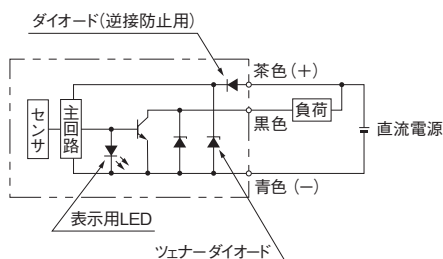 ダイオード(逆接防止用)
茶色(+)
センサ
主回路
黒色
負荷
直流電源
青色(−)
表示用LED
ツェナーダイオード